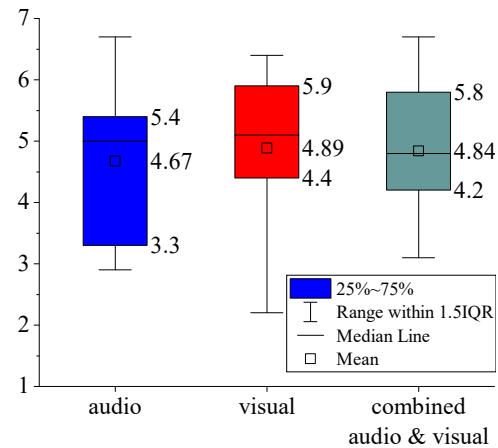 7
6
5
4
3
2
1
5.4
4.67
3.3
5.9
4.89
4.4
5.8
4.84
4.2
25%~75%
Range within 1.5IQR
Median Line
Mean
audio
visual
combined
audio & visual